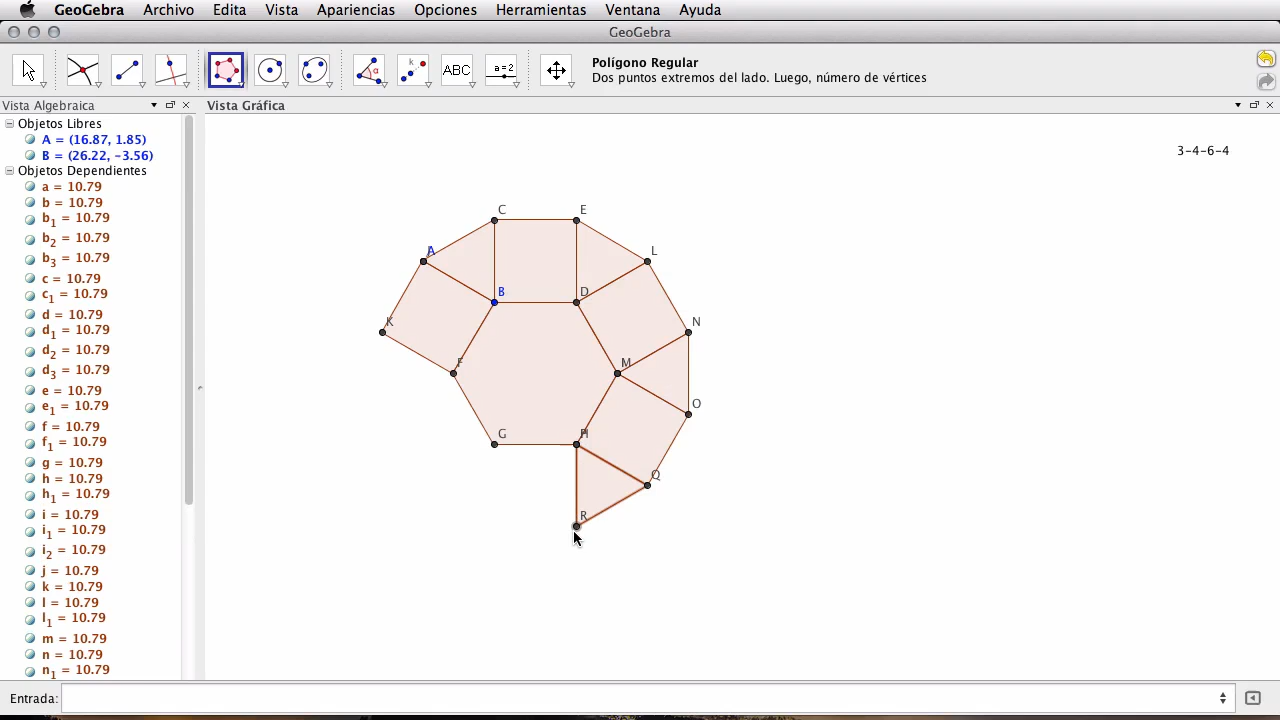 GeoGebra Archivo Edita Vista Apariencias Opciones Herramientas Ventana Ayuda
GeoGebra
ABC
a=2
k
α
Polígono Regular
Dos puntos extremos del lado. Luego, número de vértices
Vista Algebraica
Vista Gráfica
Objetos Libres
A = (16.87, 1.85)
B = (26.22, -3.56)
Objetos Dependientes
a = 10.79
b = 10.79
b1 = 10.79
b2 = 10.79
b3 = 10.79
c = 10.79
c1 = 10.79
d = 10.79
d1 = 10.79
d2 = 10.79
d3 = 10.79
e = 10.79
e1 = 10.79
f = 10.79
f1 = 10.79
g = 10.79
h = 10.79
h1 = 10.79
i = 10.79
i1 = 10.79
i2 = 10.79
j = 10.79
k = 10.79
l = 10.79
l1 = 10.79
m = 10.79
n = 10.79
n1 = 10.79
3-4-6-4
C E
A L
B D
K N
F M
O
G H
Q
R
Entrada: